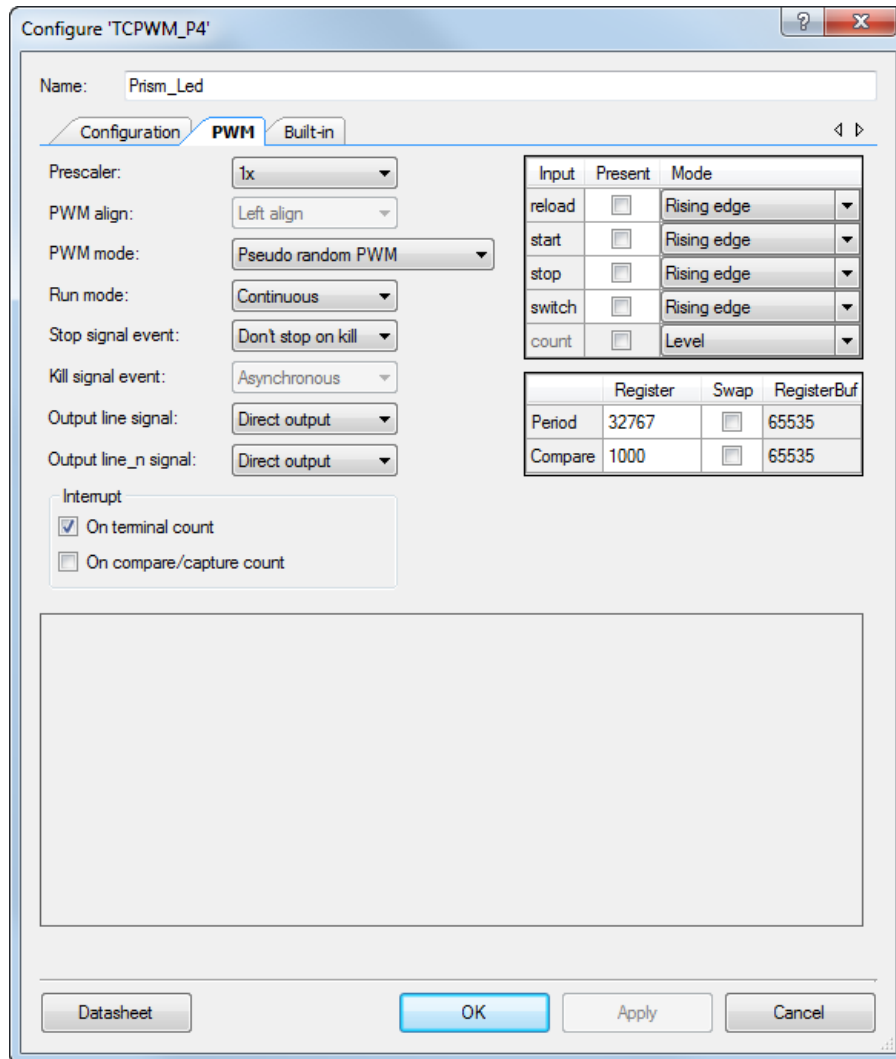 Configure 'TCPWM_P4'
Name: Prism_Led
Configuration PWM Built-in
Prescaler: 1x
PWM align: Left align
PWM mode: Pseudo random PWM
Run mode: Continuous
Stop signal event: Don't stop on kill
Kill signal event: Asynchronous
Output line signal: Direct output
Output line_n signal: Direct output
Interrupt
On terminal count
On compare/capture count
Input Present Mode
reload Rising edge
start Rising edge
stop Rising edge
switch Rising edge
count Level
Register Swap RegisterBuf
Period 32767 65535
Compare 1000 65535
Datasheet OK Apply Cancel